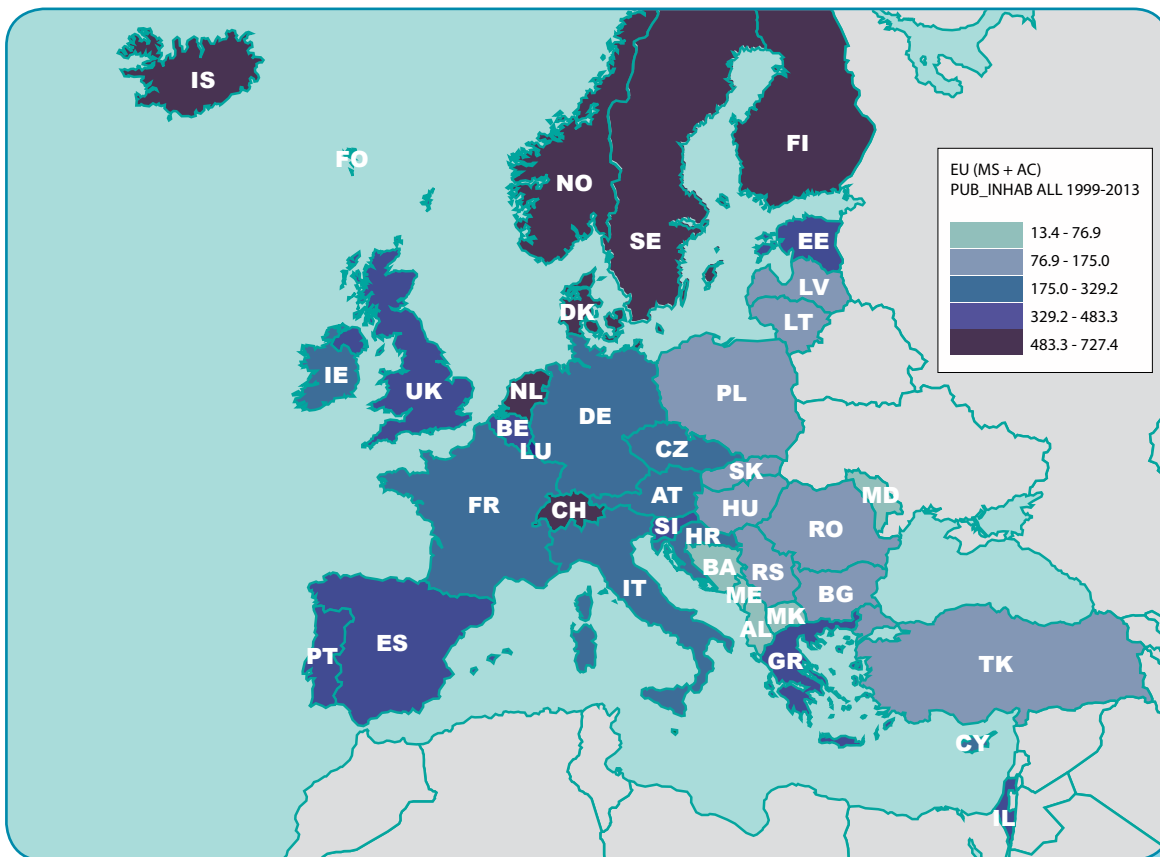 IS
FO
NO
FI
SE
EU (MS + AC)
PUB_INHAB ALL 1999-2013
13.4 - 76.9
76.9 - 175.0
175.0 - 329.2
329.2 - 483.3
483.3 - 727.4
EE
LV
LT
DK
IE
UK
NL
BE
LU
DE
PL
CZ
SK
FR
CH
AT
HU
MD
SI
HR
RO
BA
RS
IT
ME
BG
MK
AL
PT
ES
GR
TK
CY
IL